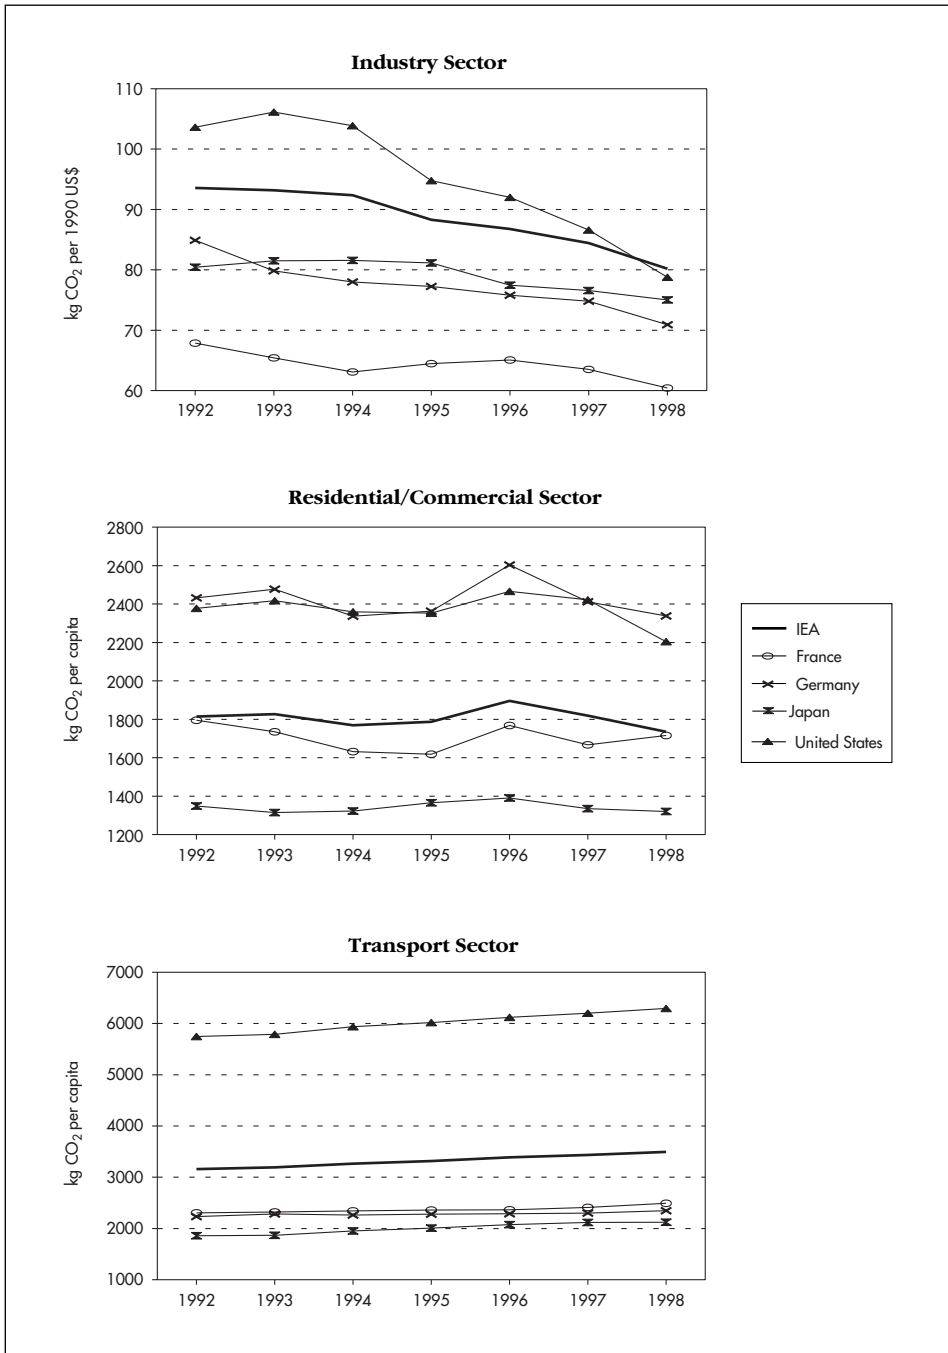 Industry Sector
kg CO₂ per 1990 US$
110
100
90
80
70
60
1992 1993 1994 1995 1996 1997 1998
Residential/Commercial Sector
kg CO₂ per capita
2800
2600
2400
2200
2000
1800
1600
1400
1200
1992 1993 1994 1995 1996 1997 1998
IEA
France
Germany
Japan
United States
Transport Sector
kg CO₂ per capita
7000
6000
5000
4000
3000
2000
1000
1992 1993 1994 1995 1996 1997 1998